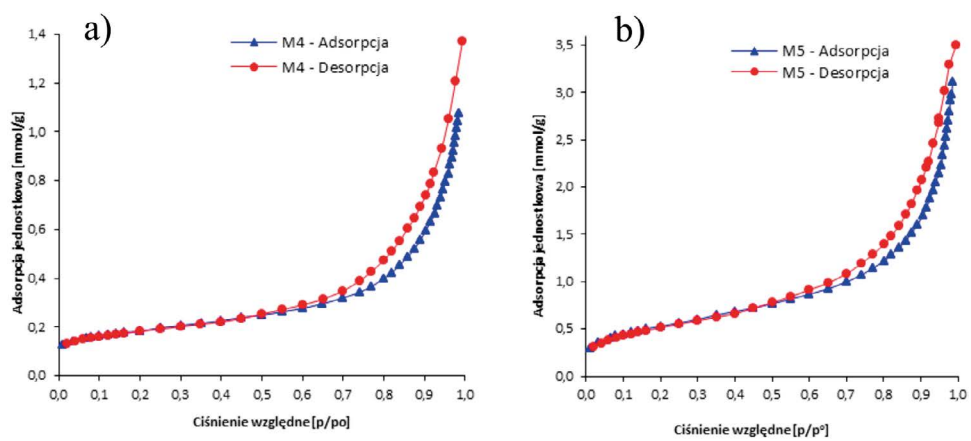 a)
M4 - Adsorpcja
M4 - Desorpcja
Adsorpcja jednostkowa [mmol/g]
1,4
1,2
1,0
0,8
0,6
0,4
0,2
0,0
0,0 0,1 0,2 0,3 0,4 0,5 0,6 0,7 0,8 0,9 1,0
Ciśnienie względne [p/po]
b)
M5 - Adsorpcja
M5 - Desorpcja
Adsorpcja jednostkowa [mmol/g]
3,5
3,0
2,5
2,0
1,5
1,0
0,5
0,0
0,0 0,1 0,2 0,3 0,4 0,5 0,6 0,7 0,8 0,9 1,0
Ciśnienie względne [p/p°]